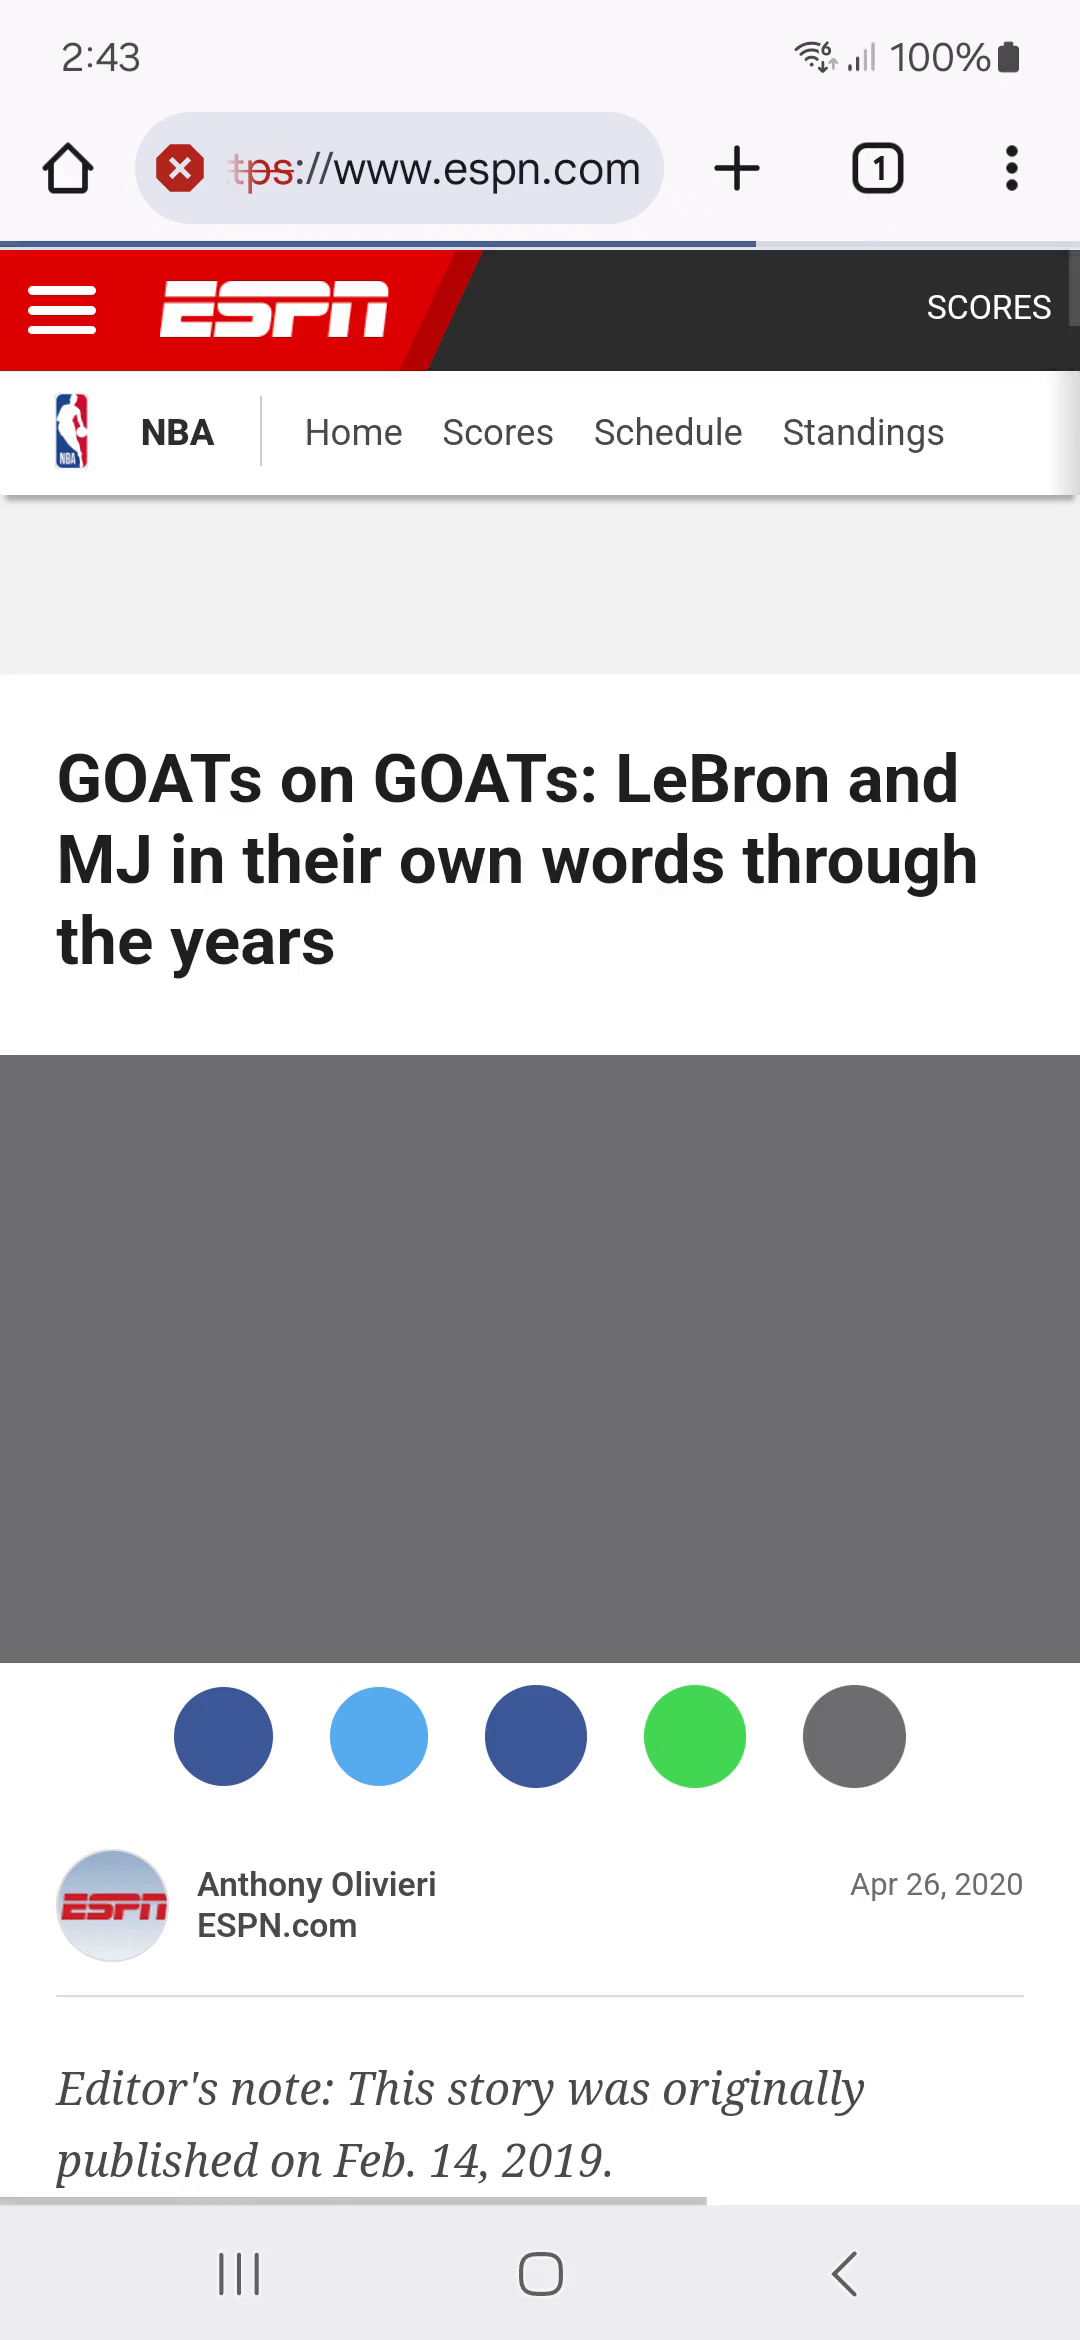 2:43
6 100%
tps://www.espn.com
1
ESPN
SCORES
NBA
NBA Home Scores Schedule Standings
GOATs on GOATs: LeBron and
MJ in their own words through
the years
ESPN
Anthony Olivieri
ESPN.com
Apr 26, 2020
Editor's note: This story was originally
published on Feb. 14, 2019.